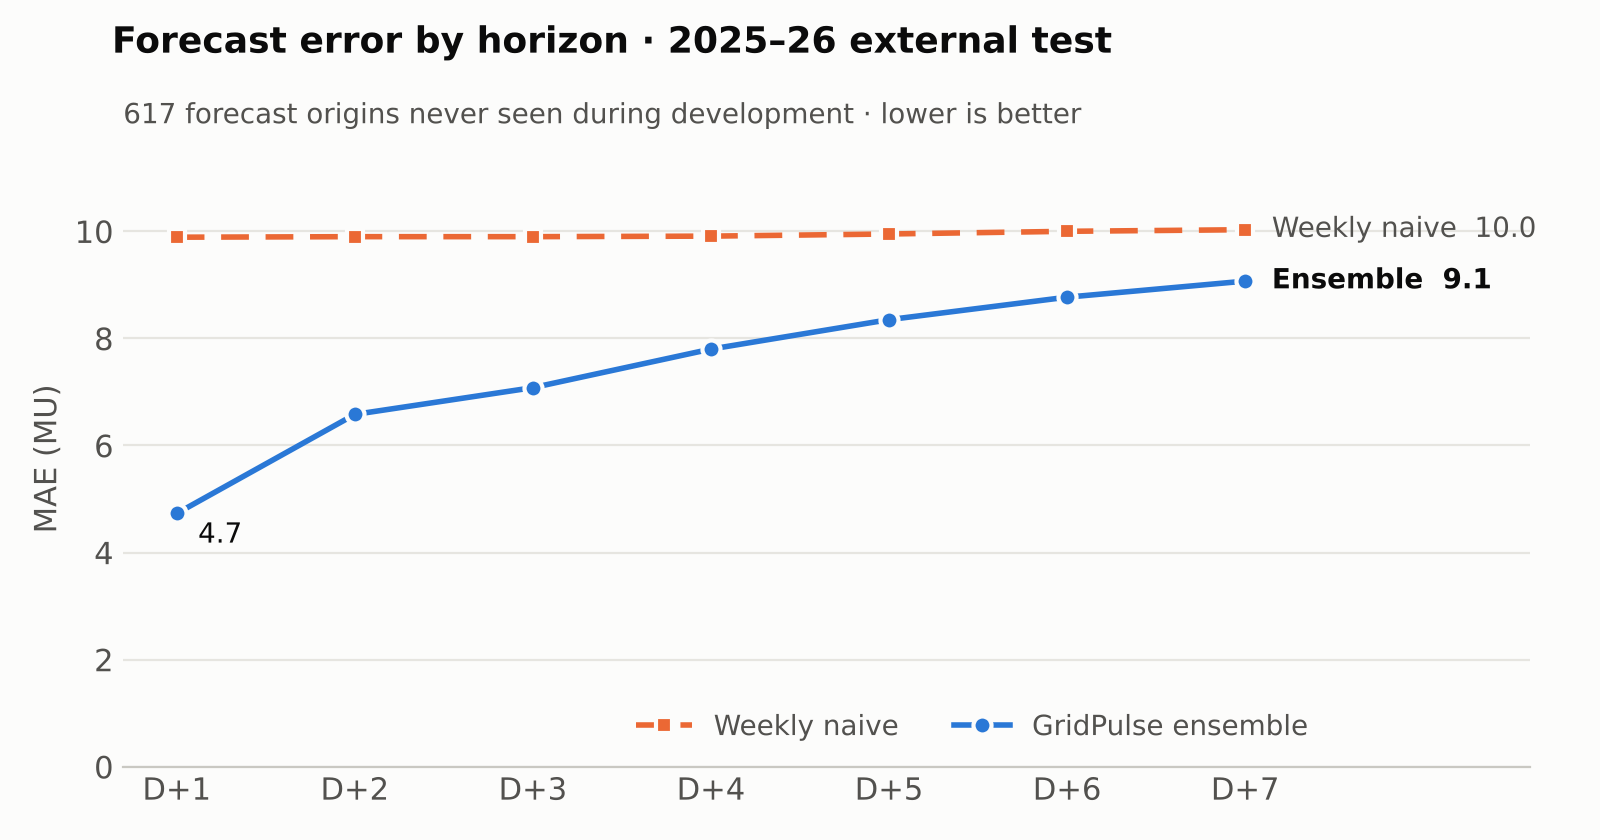 Forecast error by horizon · 2025–26 external test
617 forecast origins never seen during development · lower is better
MAE (MU)
10
8
6
4
2
0
Weekly naive 10.0
Ensemble 9.1
4.7
Weekly naive
GridPulse ensemble
D+1 D+2 D+3 D+4 D+5 D+6 D+7